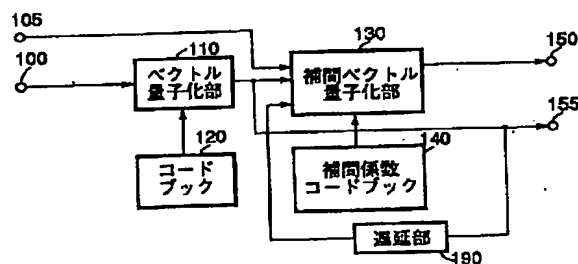 105
100
110
ベクトル
量子化部
120
コード
ブック
130
補間ベクトル
量子化部
140
補間係数
コードブック
150
155
遅延部
190